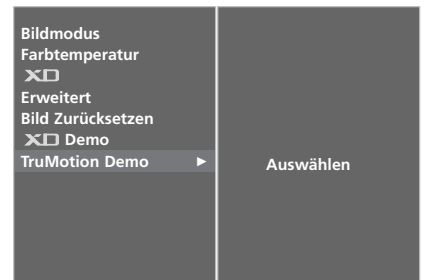 Bildmodus
Farbtemperatur
XD
Erweitert
Bild Zurücksetzen
XD Demo
TruMotion Demo ►
Auswählen